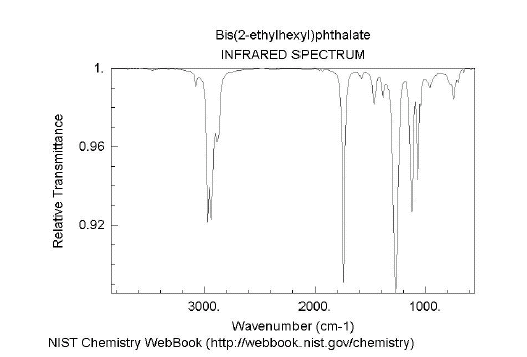 Bis(2-ethylhexyl)phthalate
INFRARED SPECTRUM
1.
0.96
0.92
Relative Transmittance
3000. 2000. 1000.
Wavenumber (cm-1)
NIST Chemistry WebBook (http://webbook.nist.gov/chemistry)